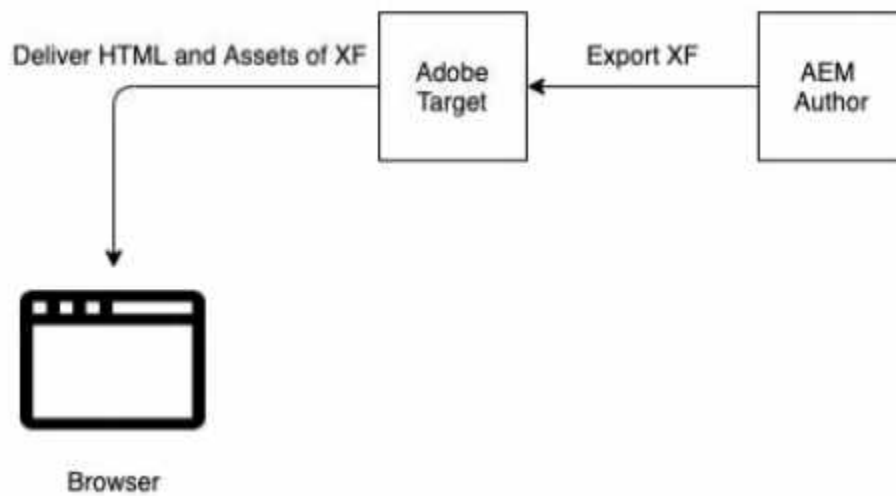 Deliver HTML and Assets of XF
Adobe
Target
Export XF
AEM
Author
Browser